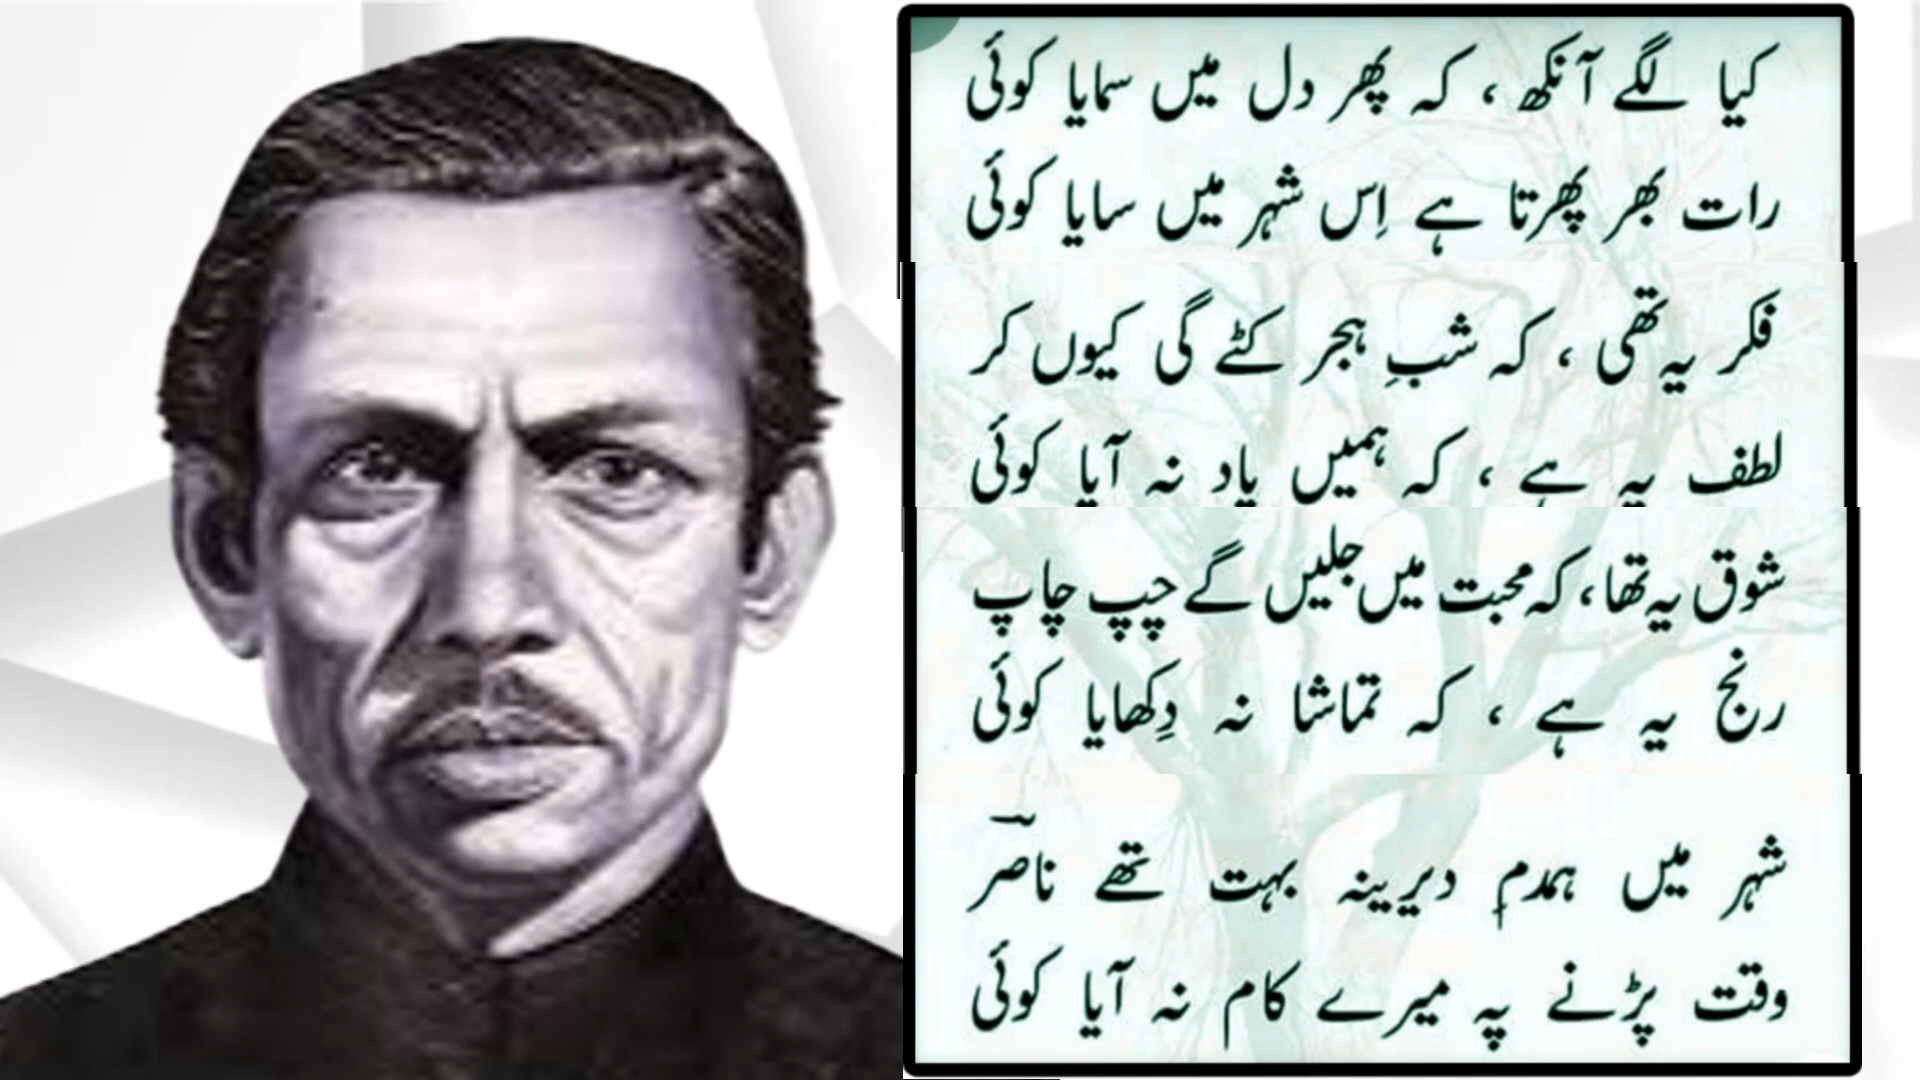 کیا لگے آنکھ ، کہ پھر دل میں سمایا کوئی
رات بھر پھرتا ہے اِس شہر میں سایا کوئی
فکر یہ تھی ، کہ شبِ ہجر کٹے گی کیوں کر
لطف یہ ہے ، کہ ہمیں یاد نہ آیا کوئی
شوق یہ تھا، کہ محبت میں جلیں گے چپ چاپ
رنج یہ ہے ، کہ تماشا نہ دِکھایا کوئی
شہر میں ہمدمِ دیرینہ بہت تھے ناصرؔ
وقت پڑنے پہ میرے کام نہ آیا کوئی